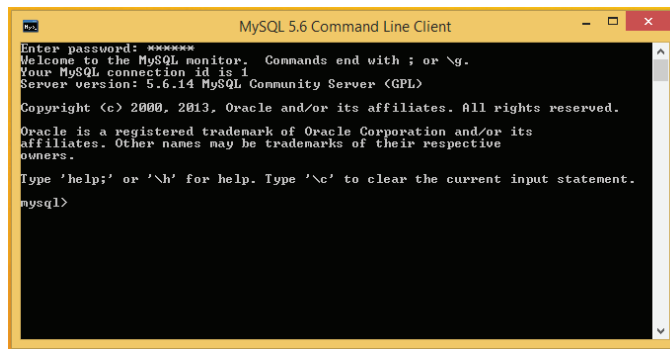 MySQL 5.6 Command Line Client
Enter password: ******
Welcome to the MySQL monitor.  Commands end with ; or \g.
Your MySQL connection id is 1
Server version: 5.6.14 MySQL Community Server (GPL)
Copyright (c) 2000, 2013, Oracle and/or its affiliates. All rights reserved.
Oracle is a registered trademark of Oracle Corporation and/or its
affiliates. Other names may be trademarks of their respective
owners.
Type 'help;' or '\h' for help. Type '\c' to clear the current input statement.
mysql>